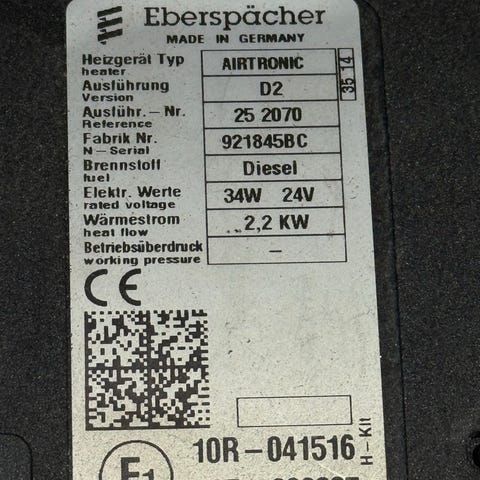 Eberspächer
MADE IN GERMANY
Heizgerät Typ AIRTRONIC
heater
Ausführung D2
Version
Ausführ. – Nr. 25 2070
Reference
Fabrik Nr. 921845BC
N – Serial
Brennstoff Diesel
fuel
Elektr. Werte 34W 24V
rated voltage
Wärmestrom 2,2 KW
heat flow
Betriebsüberdruck –
working pressure
35 14
CE
10R – 041516
H – Kit
E1